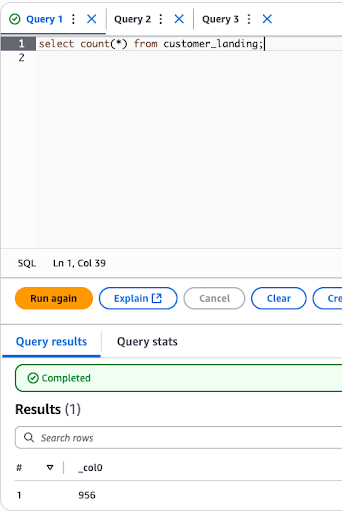 Query 1 Query 2 Query 3
1 select count(*) from customer_landing;
2
SQL Ln 1, Col 39
Run again Explain Cancel Clear Cre
Query results Query stats
Completed
Results (1)
Search rows
# _col0
1 956